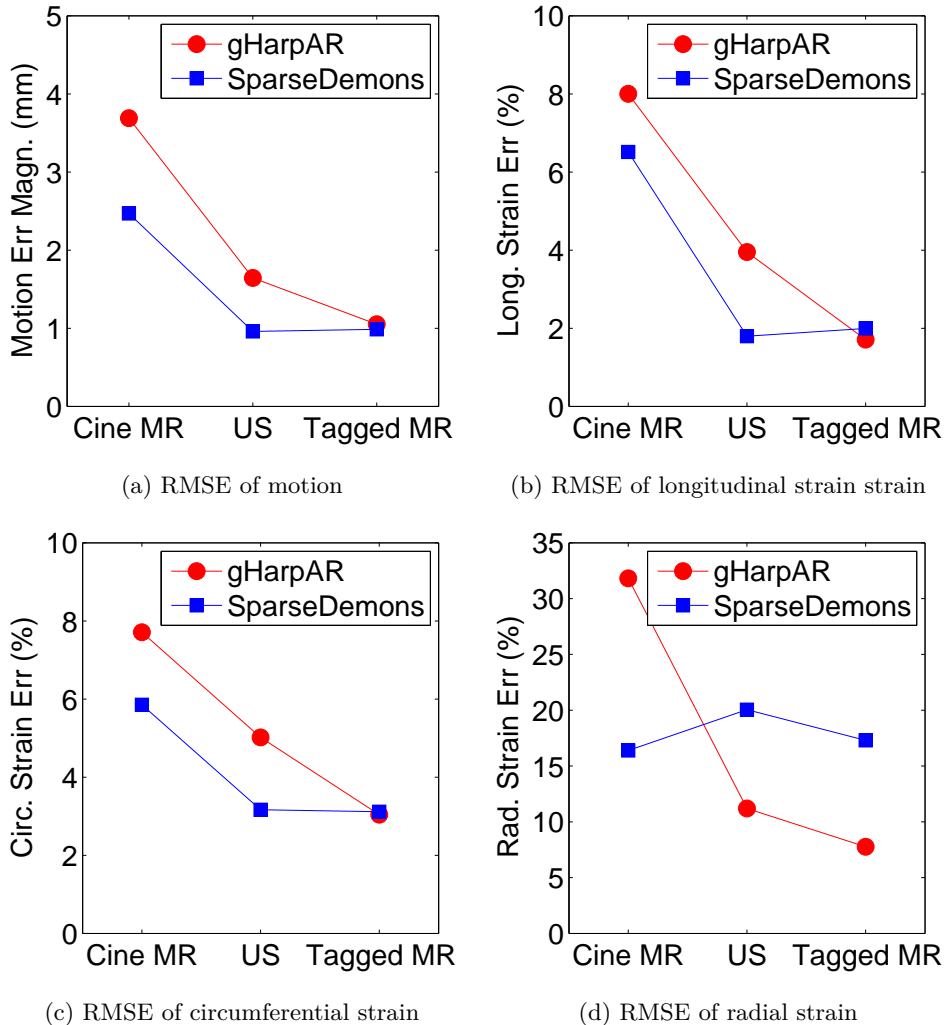 Motion Err Magn. (mm)
5
4
3
2
1
0
gHarpAR
SparseDemons
Cine MR US Tagged MR
(a) RMSE of motion
Long. Strain Err (%)
10
8
6
4
2
0
gHarpAR
SparseDemons
Cine MR US Tagged MR
(b) RMSE of longitudinal strain strain
Circ. Strain Err (%)
10
8
6
4
2
0
gHarpAR
SparseDemons
Cine MR US Tagged MR
(c) RMSE of circumferential strain
Rad. Strain Err (%)
35
30
25
20
15
10
5
0
gHarpAR
SparseDemons
Cine MR US Tagged MR
(d) RMSE of radial strain